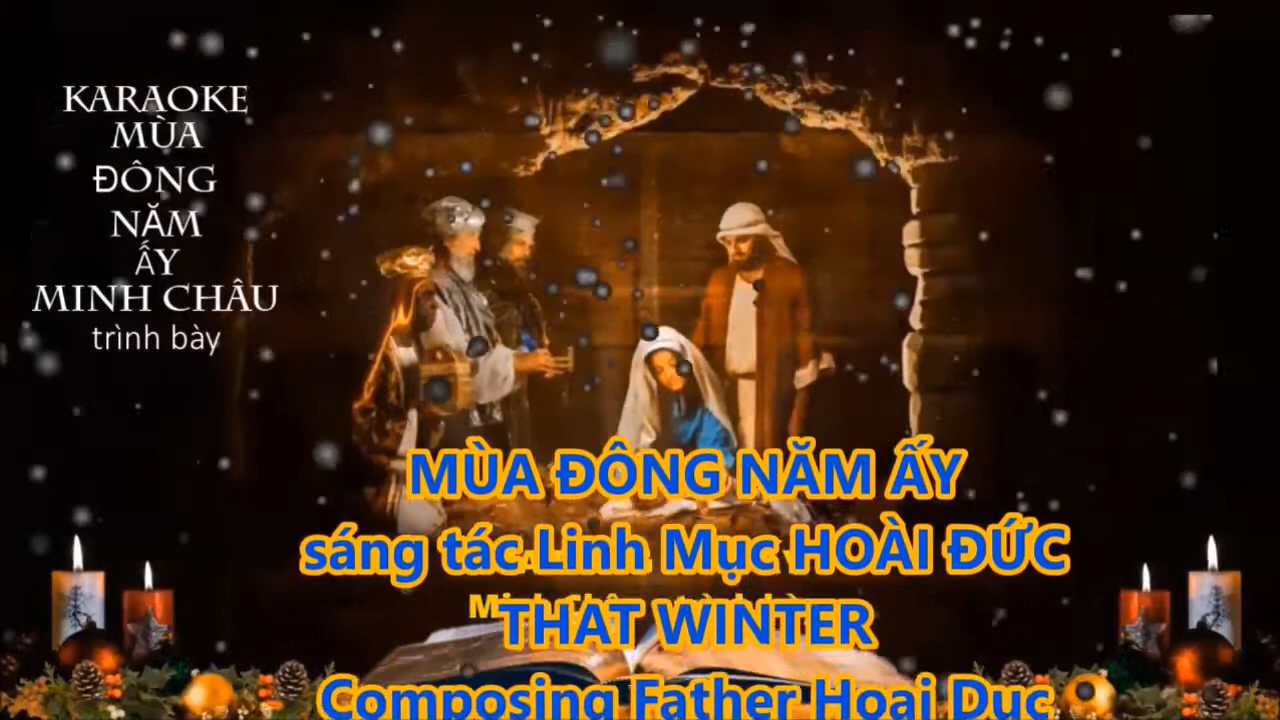 KARAOKE
MÙA
ĐÔNG
NĂM
ẤY
MINH CHÂU
trình bày
MÙA ĐÔNG NĂM ẤY
sáng tác Linh Mục HOÀI ĐỨC
THAT WINTER
Composing Father Hoai Duc